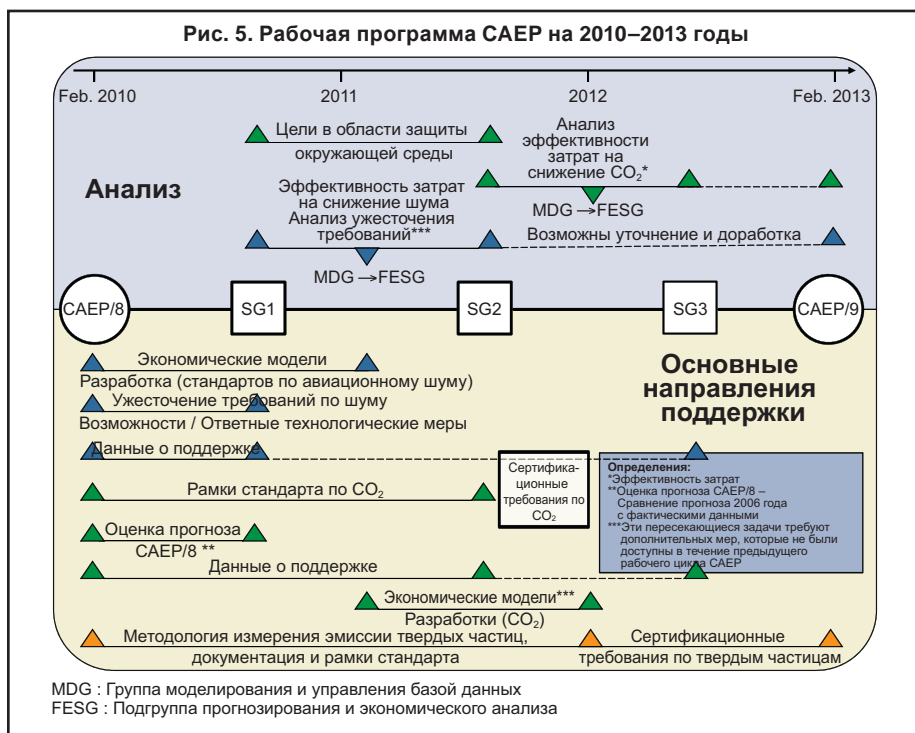 Рис. 5. Рабочая программа CAEP на 2010–2013 годы
Feb. 2010
2011
2012
Feb. 2013
Анализ
Цели в области защиты
окружающей среды
Анализ
эффективности
затрат на
снижение CO₂*
MDG → FESG
Эффективность затрат
на снижение шума
Анализ ужесточения
требований***
MDG → FESG
Возможны уточнение и доработка
CAEP/8
SG1
SG2
SG3
CAEP/9
Основные
направления
поддержки
Экономические модели
Разработка (стандартов по авиационному шуму)
Ужесточение требований по шуму
Возможности / Ответные технологические меры
Данные о поддержке
Рамки стандарта по CO₂
Сертифика-
ционные
требования по
CO₂
Определения:
*Эффективность затрат
**Оценка прогноза CAEP/8 –
Сравнение прогноза 2006 года
с фактическими данными
***Эти пересекающиеся задачи требуют
дополнительных мер, которые не были
доступны в течение предыдущего
рабочего цикла CAEP
Оценка прогноза
CAEP/8 **
Данные о поддержке
Экономические модели***
Разработки (CO₂)
Методология измерения эмиссии твердых частиц,
документация и рамки стандарта
Сертификационные
требования по твердым частицам
MDG : Группа моделирования и управления базой данных
FESG : Подгруппа прогнозирования и экономического анализа